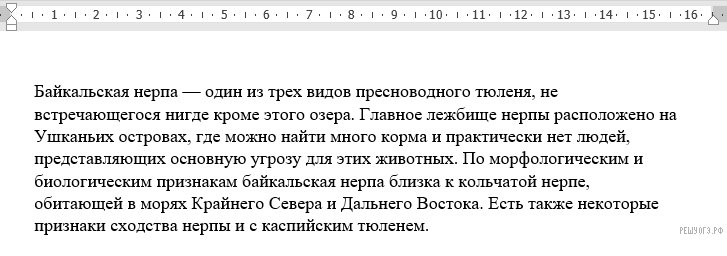 1 2 3 4 5 6 7 8 9 10 11 12 13 14 15 16
Байкальская нерпа — один из трех видов пресноводного тюленя, не
встречающегося нигде кроме этого озера. Главное лежбище нерпы расположено на
Ушканьих островах, где можно найти много корма и практически нет людей,
представляющих основную угрозу для этих животных. По морфологическим и
биологическим признакам байкальская нерпа близка к кольчатой нерпе,
обитающей в морях Крайнего Севера и Дальнего Востока. Есть также некоторые
признаки сходства нерпы и с каспийским тюленем.
РЕШУОГЭ.РФ